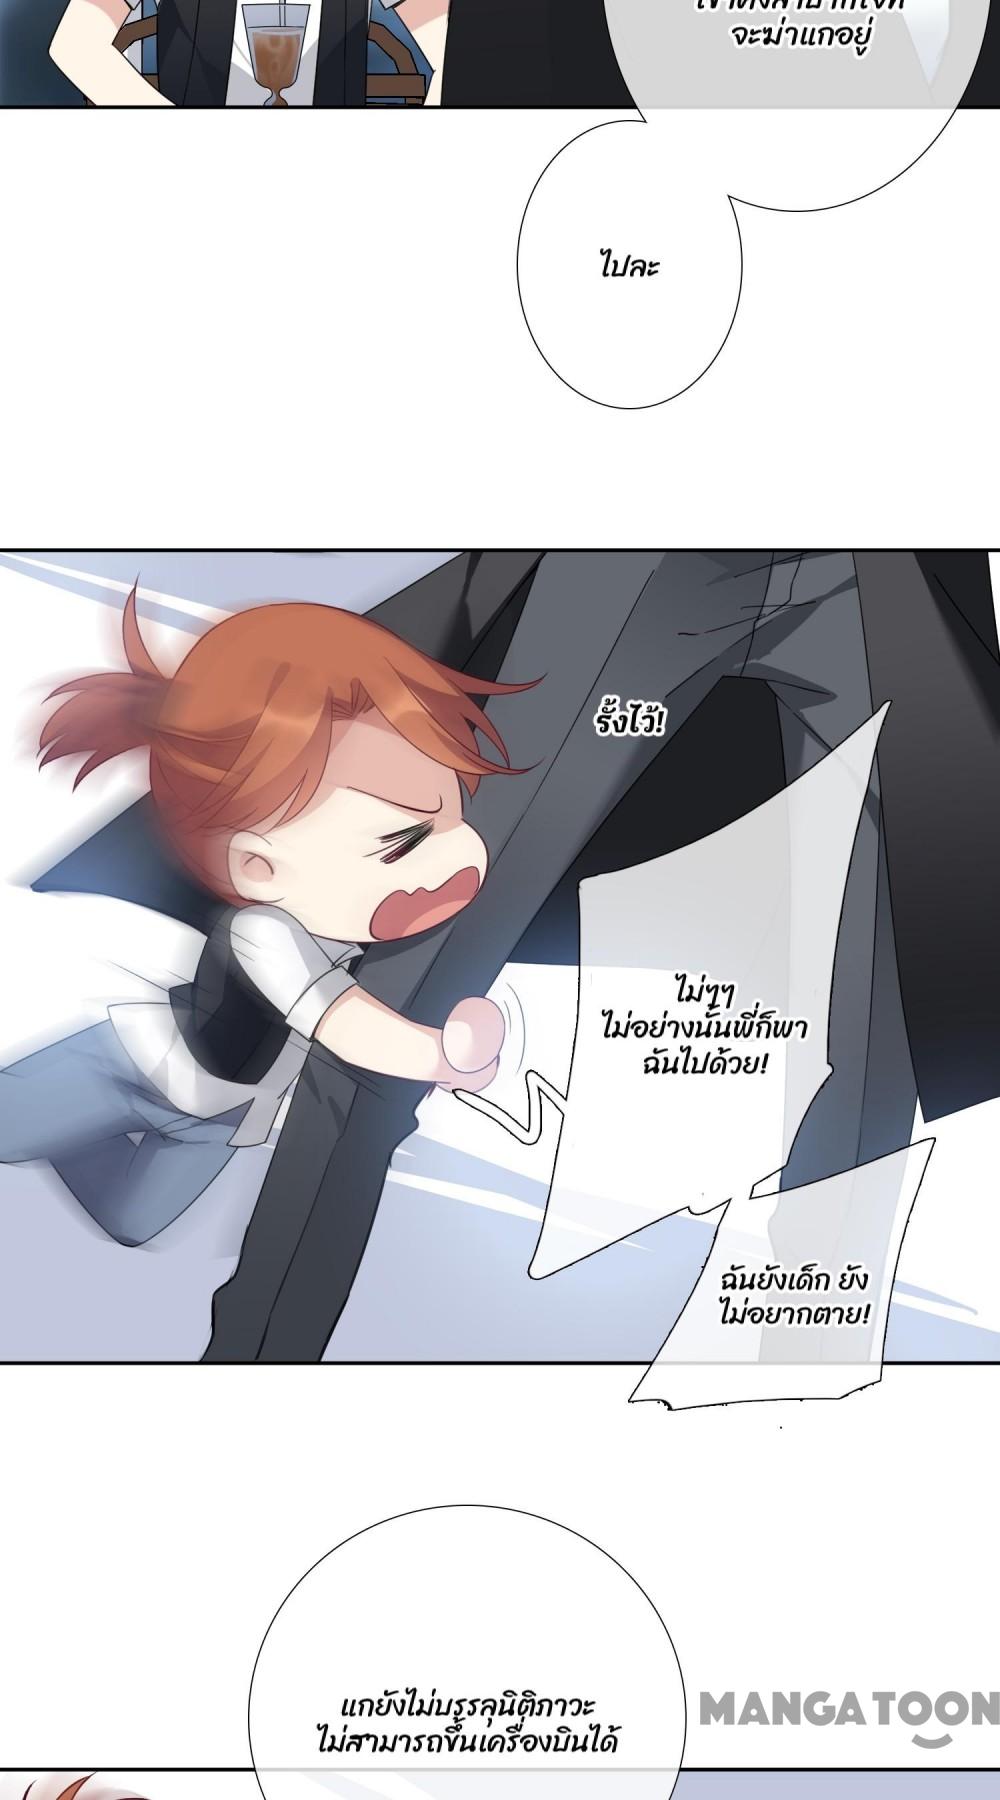 จะฆ่าแกอยู่
ไปละ
รั้งไว้!
ไม่ๆๆ
ไม่อย่างนั้นพี่ก็พา
ฉันไปด้วย!
ฉันยังเด็ก ยัง
ไม่อยากตาย!
แกยังไม่บรรลุนิติภาวะ
ไม่สามารถขึ้นเครื่องบินได้
MANGATOON